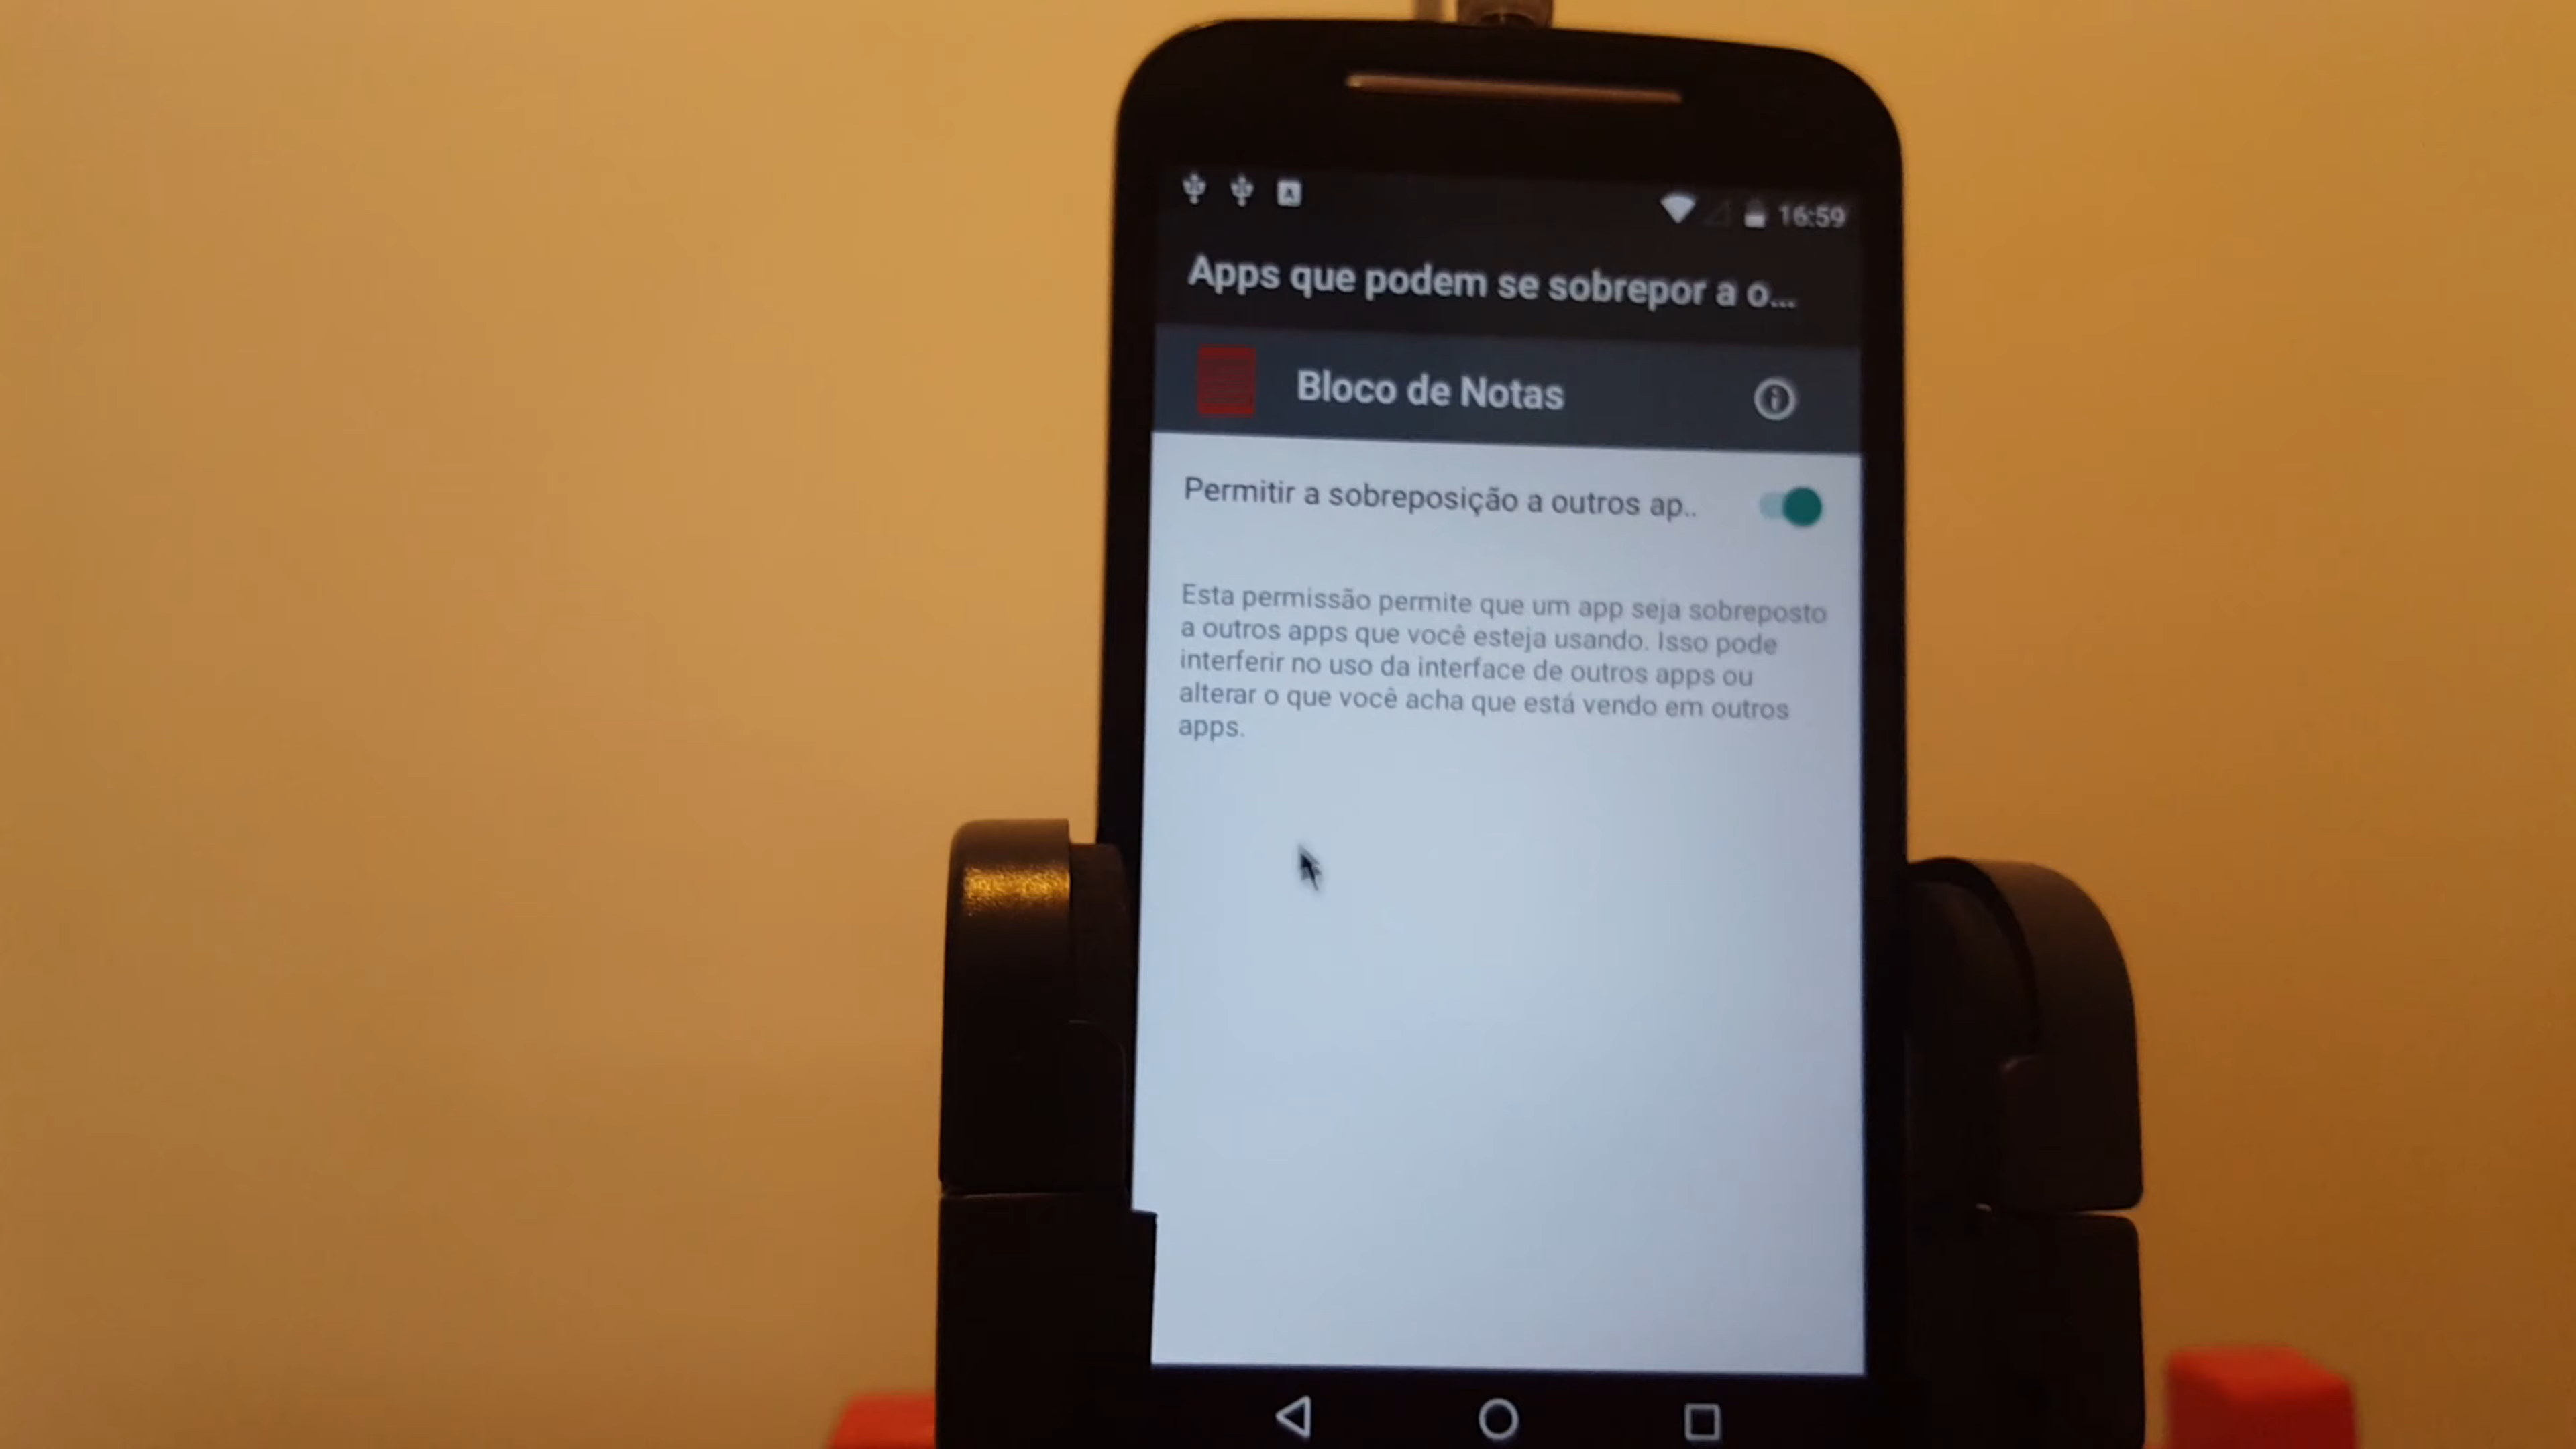 16:59
Apps que podem se sobrepor a o...
Bloco de Notas
Permitir a sobreposição a outros ap..
Esta permissão permite que um app seja sobreposto
a outros apps que você esteja usando. Isso pode
interferir no uso da interface de outros apps ou
alterar o que você acha que está vendo em outros
apps.